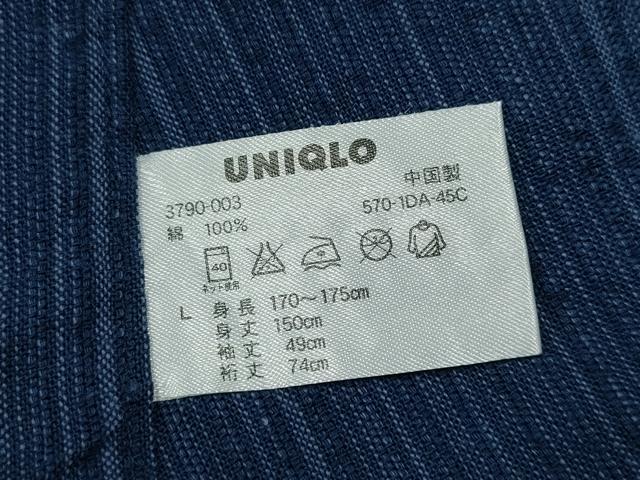 UNIQLO
中国製
3790-003
570-1DA-45C
綿 100%
40
ネット使用
L 身長 170～175㎝
身丈 150㎝
袖丈 49㎝
裄丈 74㎝